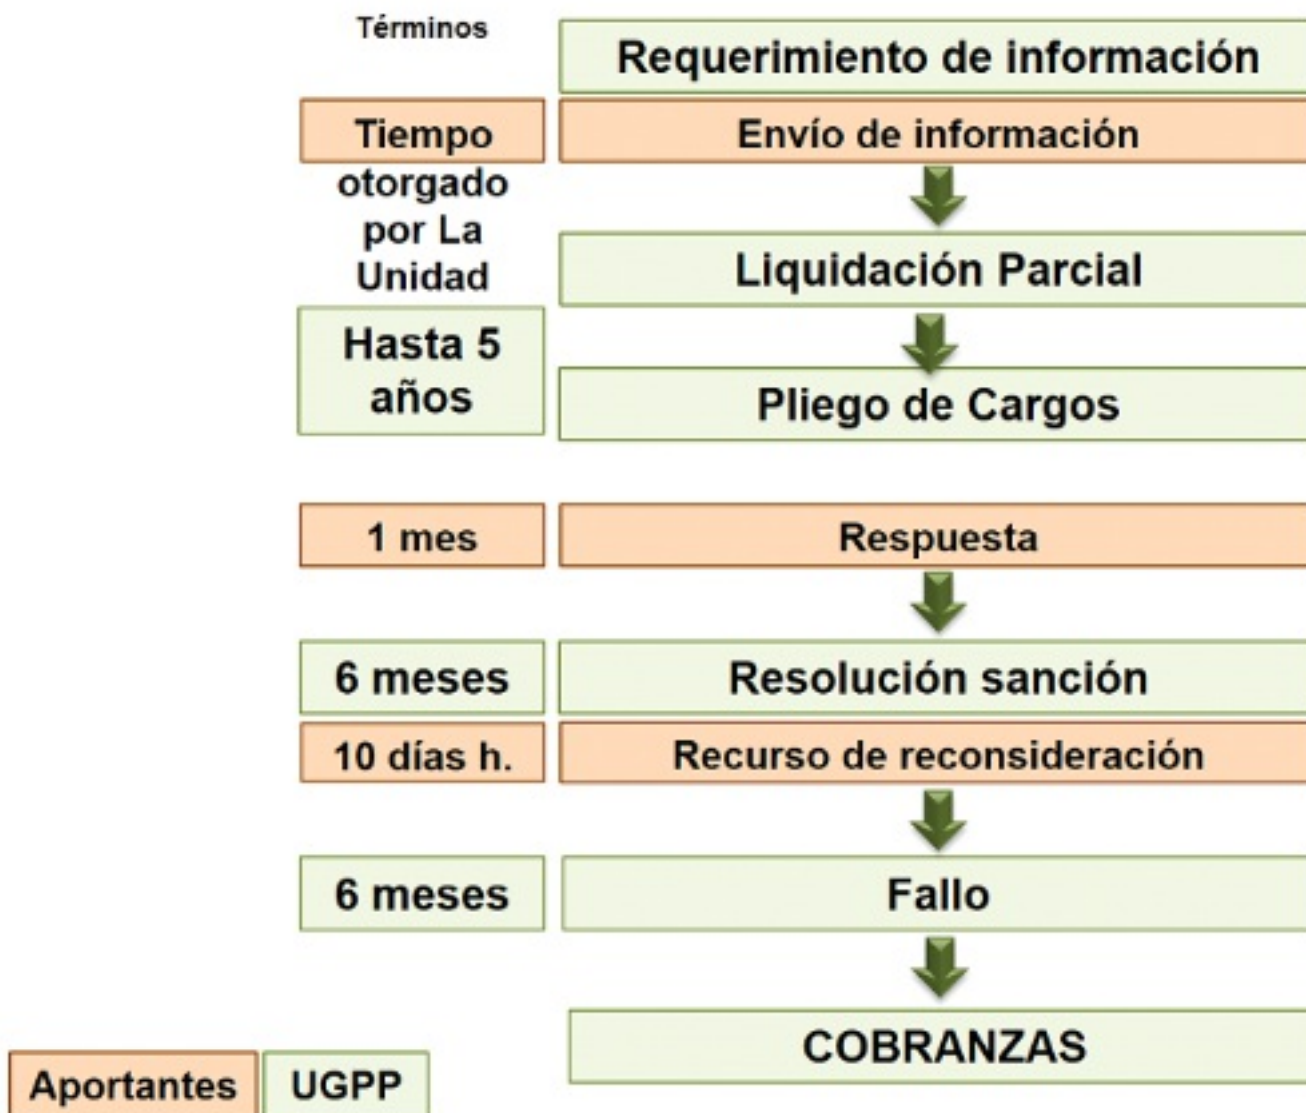 Términos
Requerimiento de información
Tiempo
otorgado
por La
Unidad
Envío de información
Liquidación Parcial
Hasta 5
años
Pliego de Cargos
1 mes
Respuesta
6 meses
Resolución sanción
10 días h.
Recurso de reconsideración
6 meses
Fallo
COBRANZAS
Aportantes
UGPP